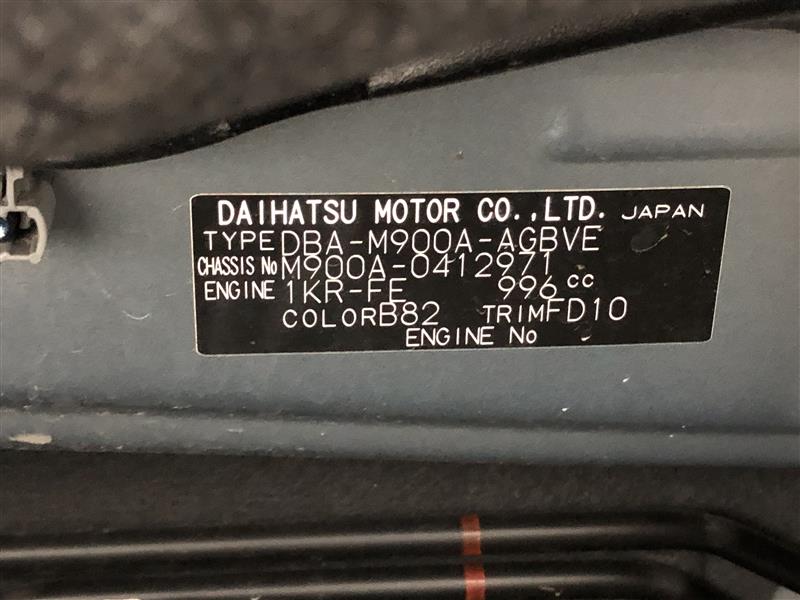 DAIHATSU MOTOR CO.,LTD. JAPAN
TYPE DBA-M900A-AGBVE
CHASSIS No M900A-0412971
ENGINE 1KR-FE 996 cc
COLOR B82 TRIM FD10
ENGINE No